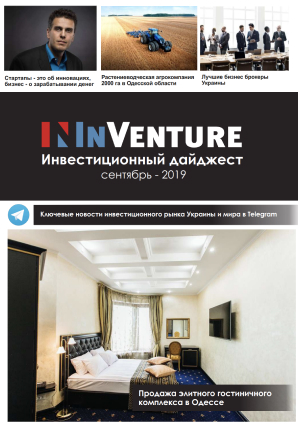 Стартапы - это об инновациях,
бизнес - о зарабатывании денег
Растениеводческая агрокомпания
2000 га в Одесской области
Лучшие бизнес брокеры
Украины
INVENTURE
Инвестиционный дайджест
сентябрь - 2019
Ключевые новости инвестиционного рынка Украины и мира в Telegram
Продажа элитного гостиничного
комплекса в Одессе